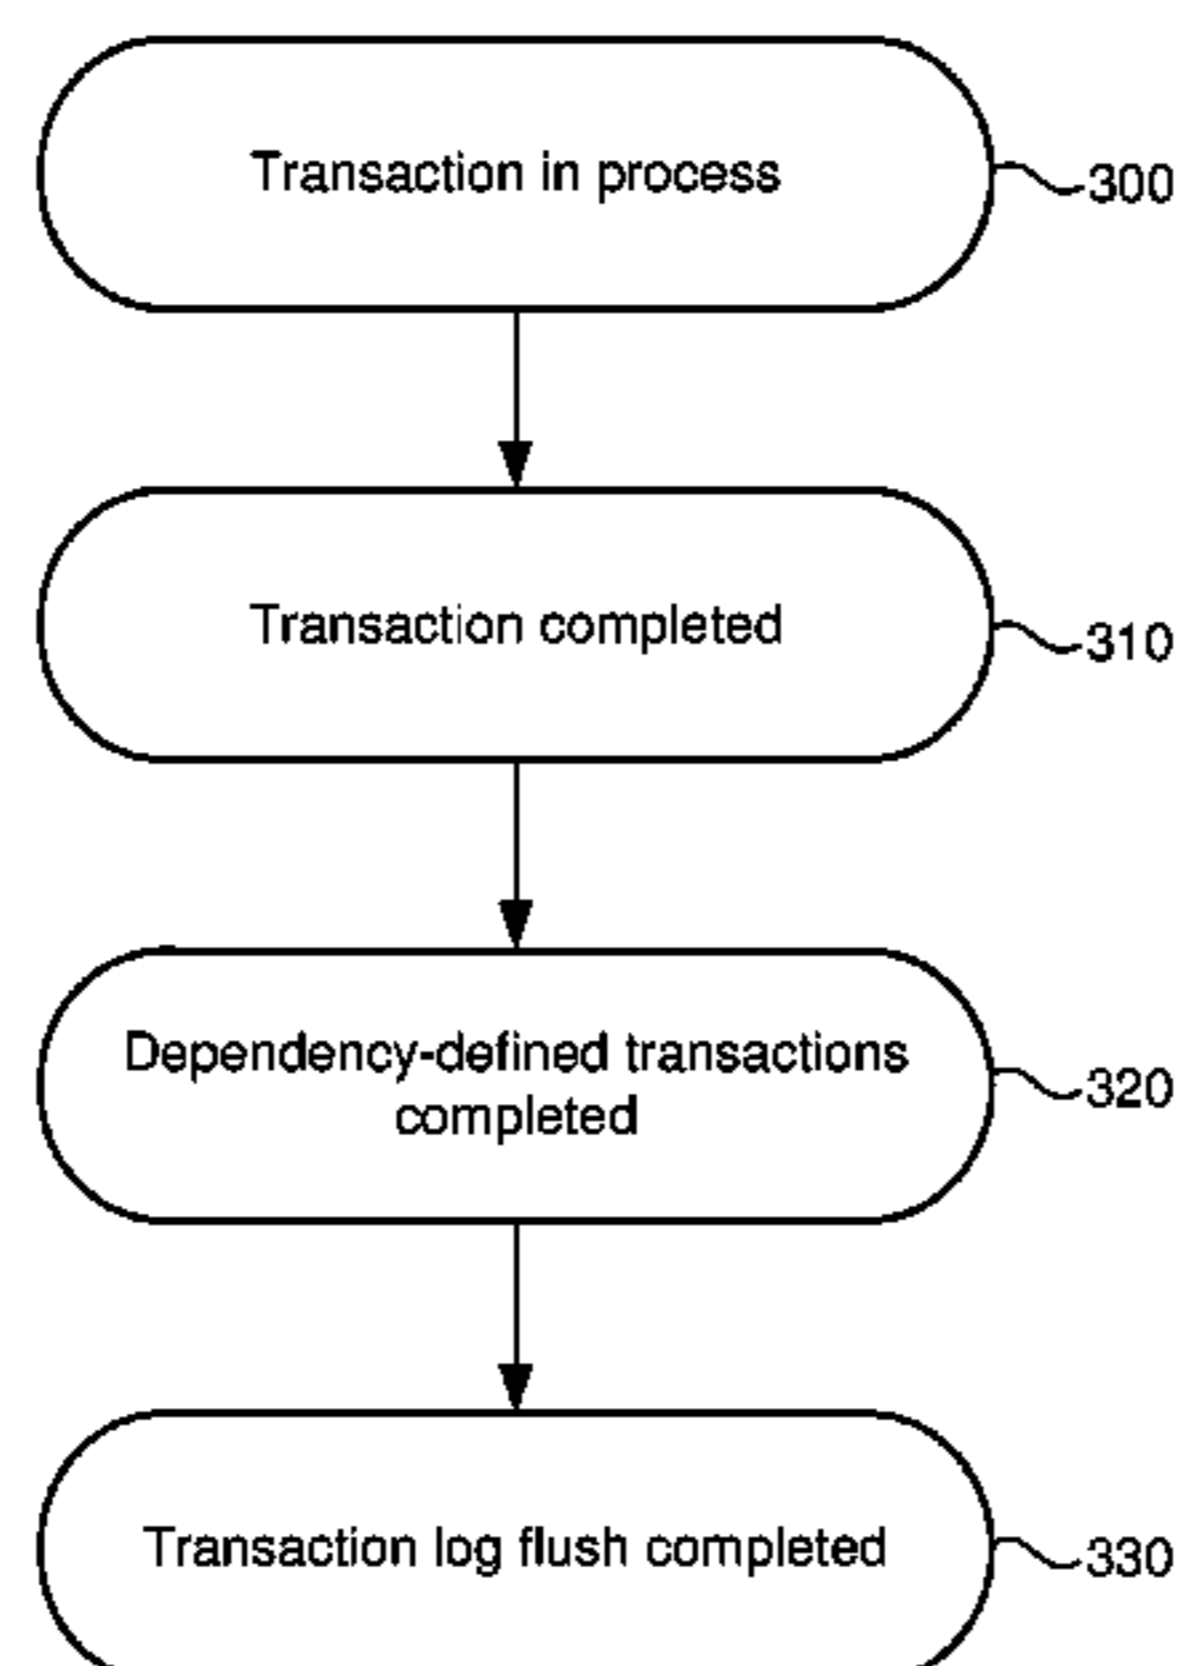 Transaction in process
300
Transaction completed
310
Dependency-defined transactions
completed
320
Transaction log flush completed
330